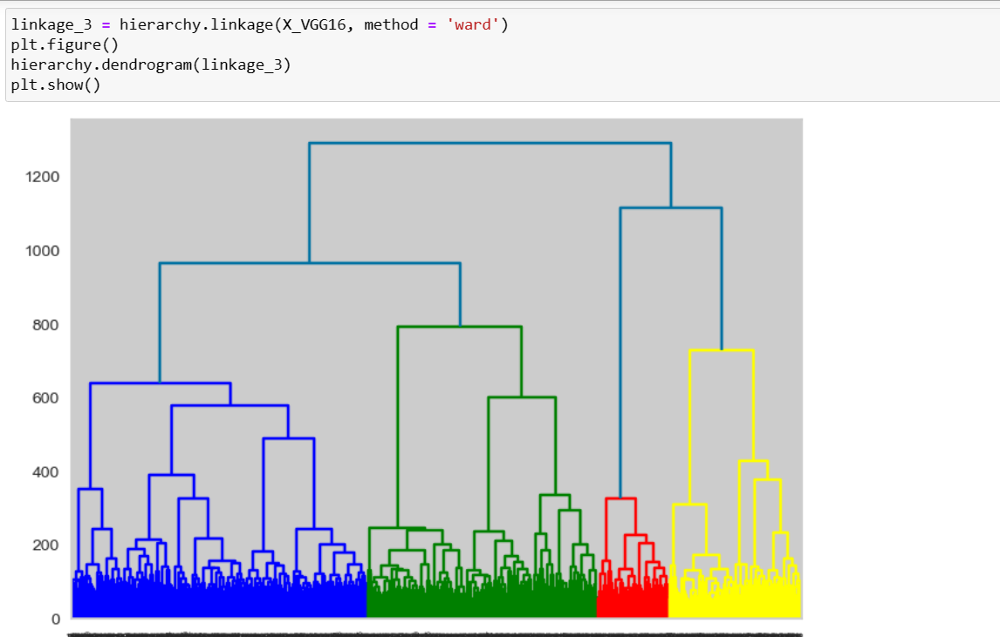 linkage_3 = hierarchy.linkage(X_VGG16, method = 'ward')
plt.figure()
hierarchy.dendrogram(linkage_3)
plt.show()
1200
1000
800
600
400
200
0